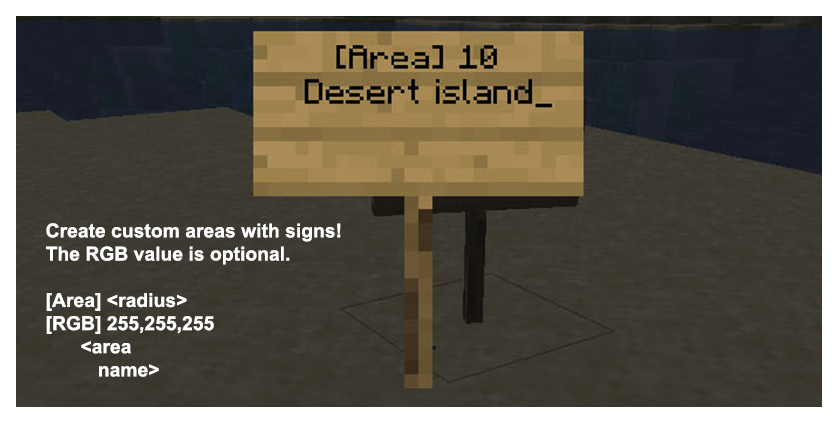 [Area] 10
Desert island_
Create custom areas with signs!
The RGB value is optional.
[Area] <radius>
[RGB] 255,255,255
<area
name>